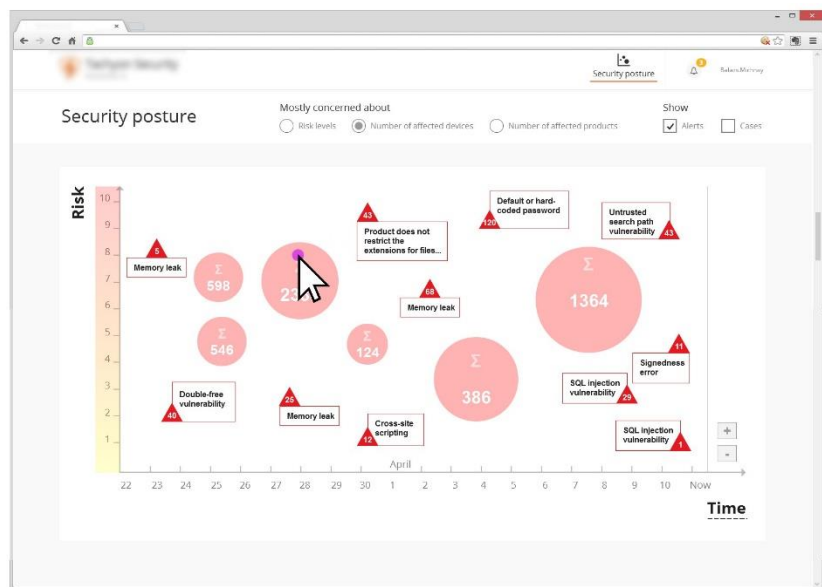 Security posture
3
Security posture
Mostly concerned about
Risk levels
Number of affected devices
Number of affected products
Show
Alerts
Cases
Risk
10
9
8
7
6
5
4
3
2
1
5
Memory leak
Σ
598
Σ
546
40
Double-free
vulnerability
25
Memory leak
43
Product does not
restrict the
extensions for files...
Σ
124
12
Cross-site
scripting
68
Memory leak
120
Default or hard-
coded password
Σ
386
Σ
1364
Untrusted
search path
vulnerability
43
11
Signedness
error
SQL injection
vulnerability
29
SQL injection
vulnerability
1
+
-
April
22 23 24 25 26 27 28 29 30 1 2 3 4 5 6 7 8 9 10 Now
Time